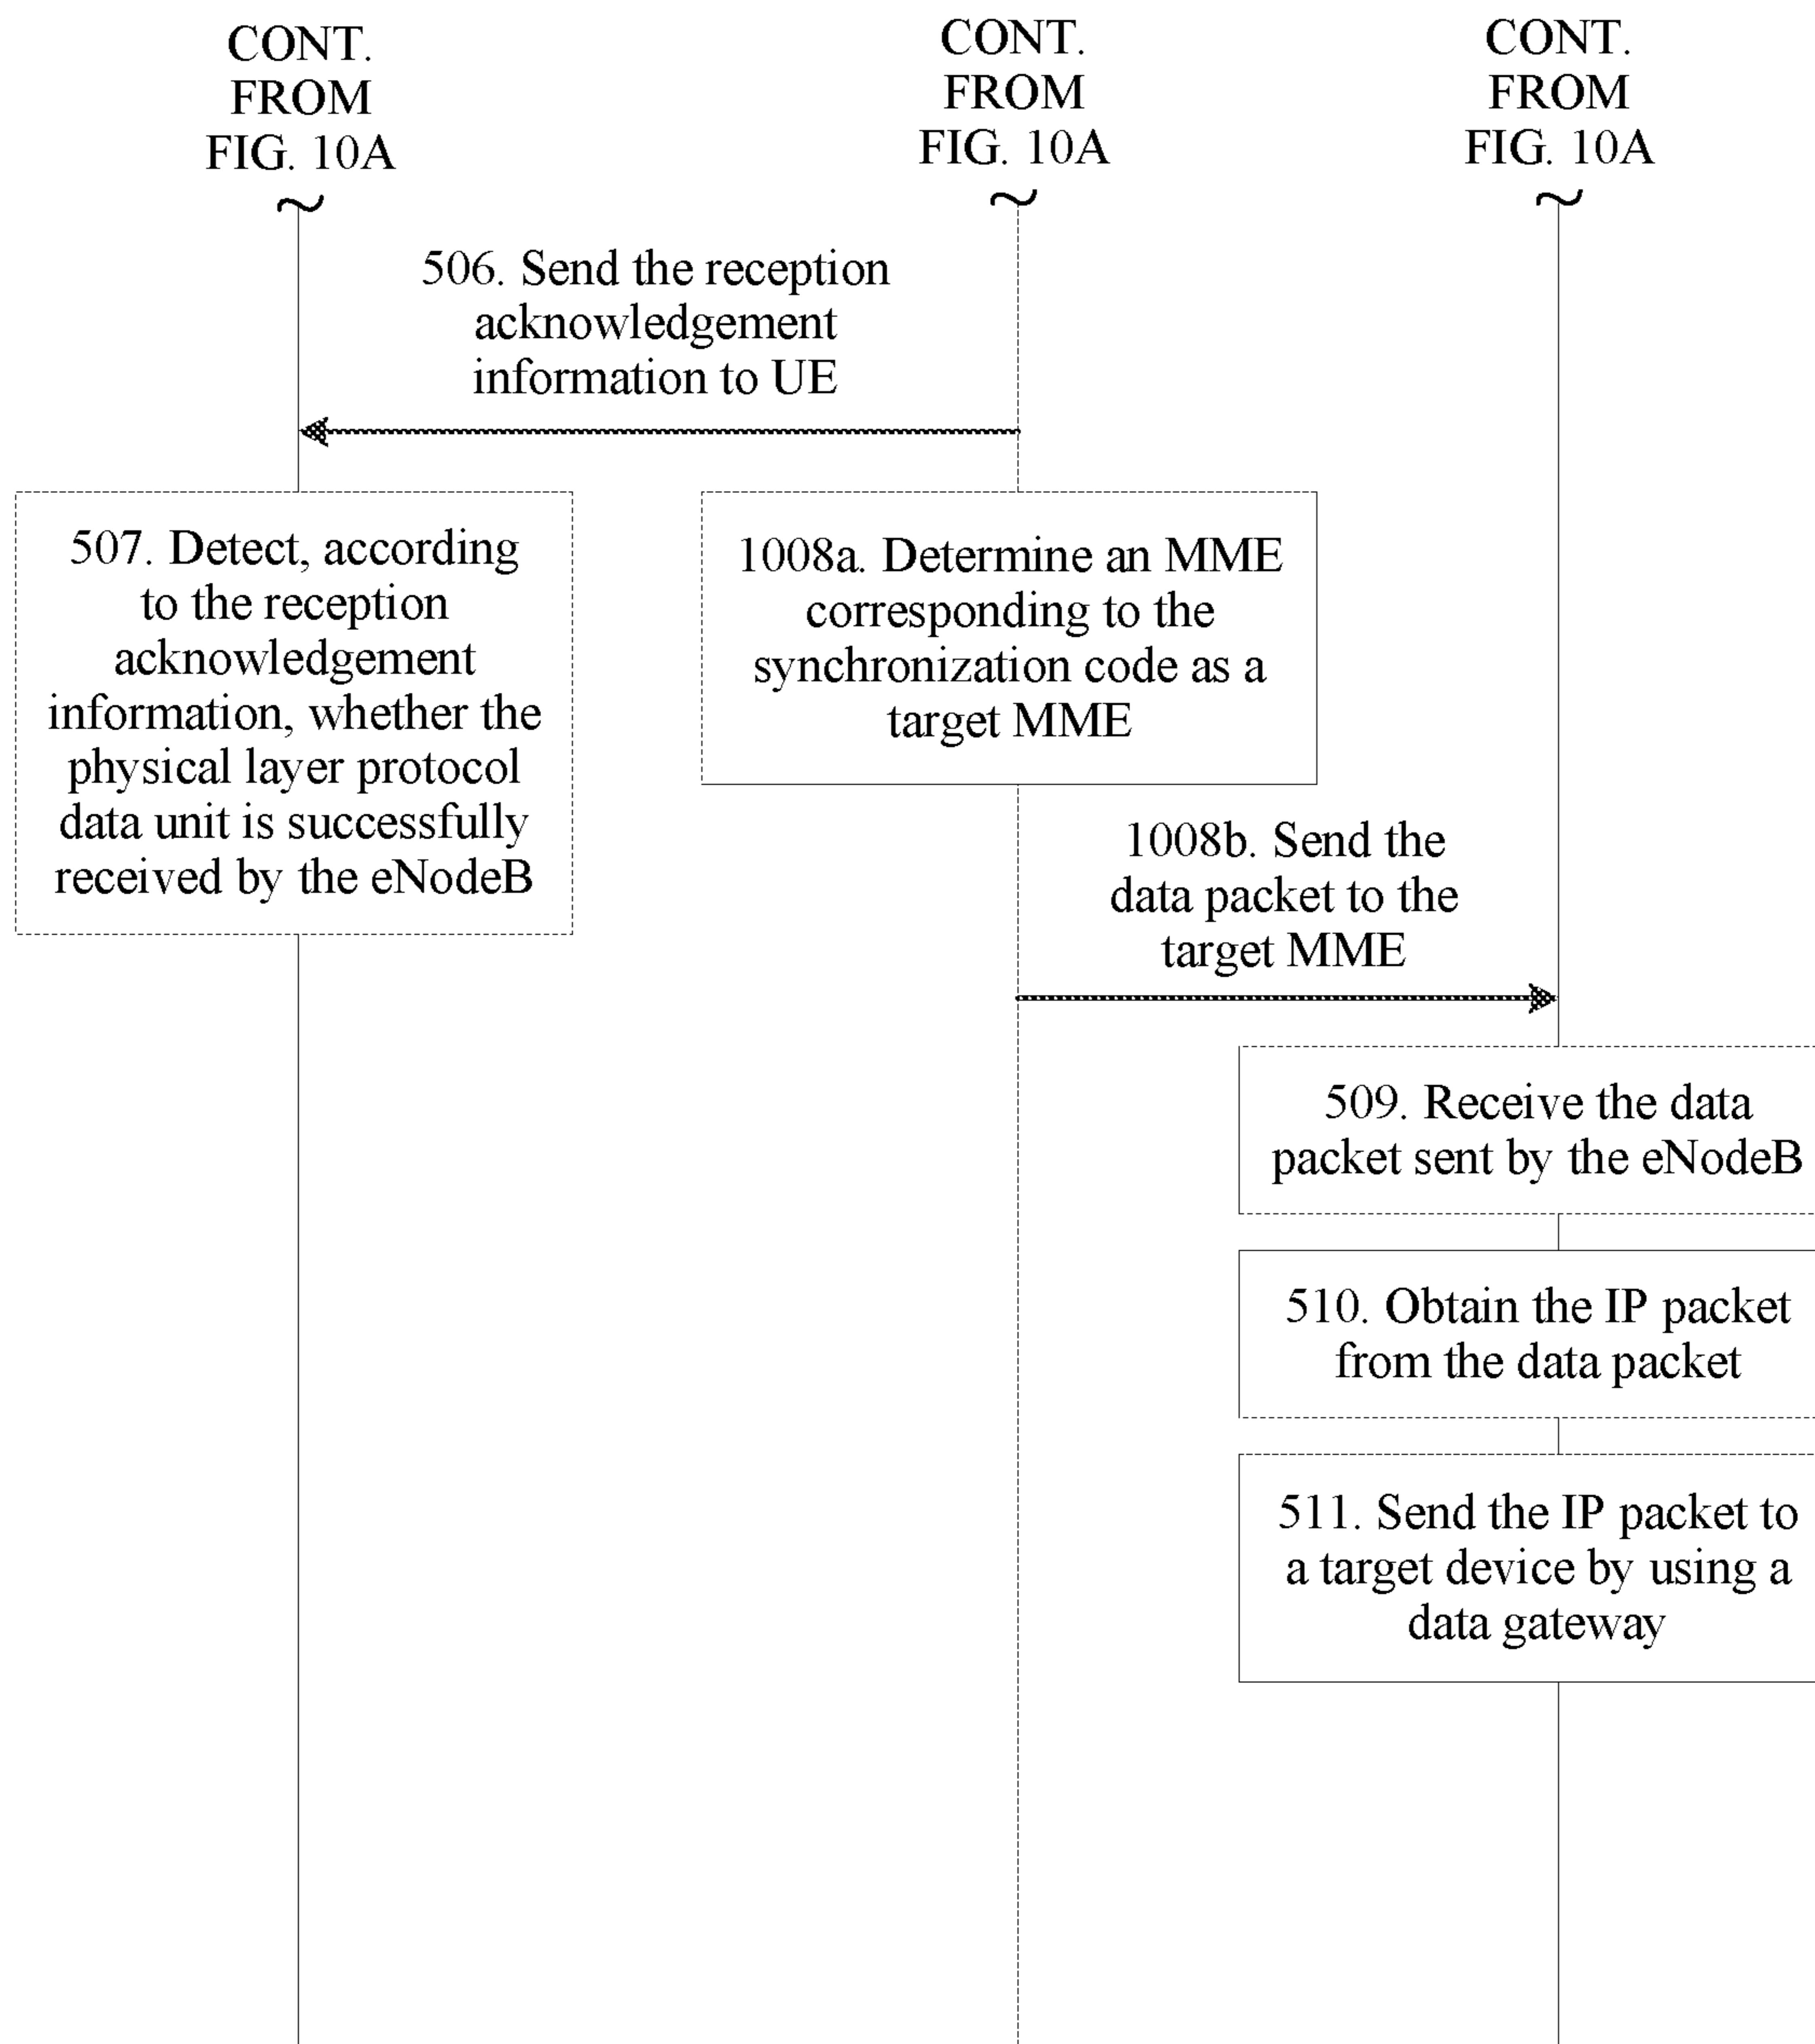 CONT.
FROM
FIG. 10A
CONT.
FROM
FIG. 10A
CONT.
FROM
FIG. 10A
506. Send the reception
acknowledgement
information to UE
507. Detect, according
to the reception
acknowledgement
information, whether the
physical layer protocol
data unit is successfully
received by the eNodeB
1008a. Determine an MME
corresponding to the
synchronization code as a
target MME
1008b. Send the
data packet to the
target MME
509. Receive the data
packet sent by the eNodeB
510. Obtain the IP packet
from the data packet
511. Send the IP packet to
a target device by using a
data gateway